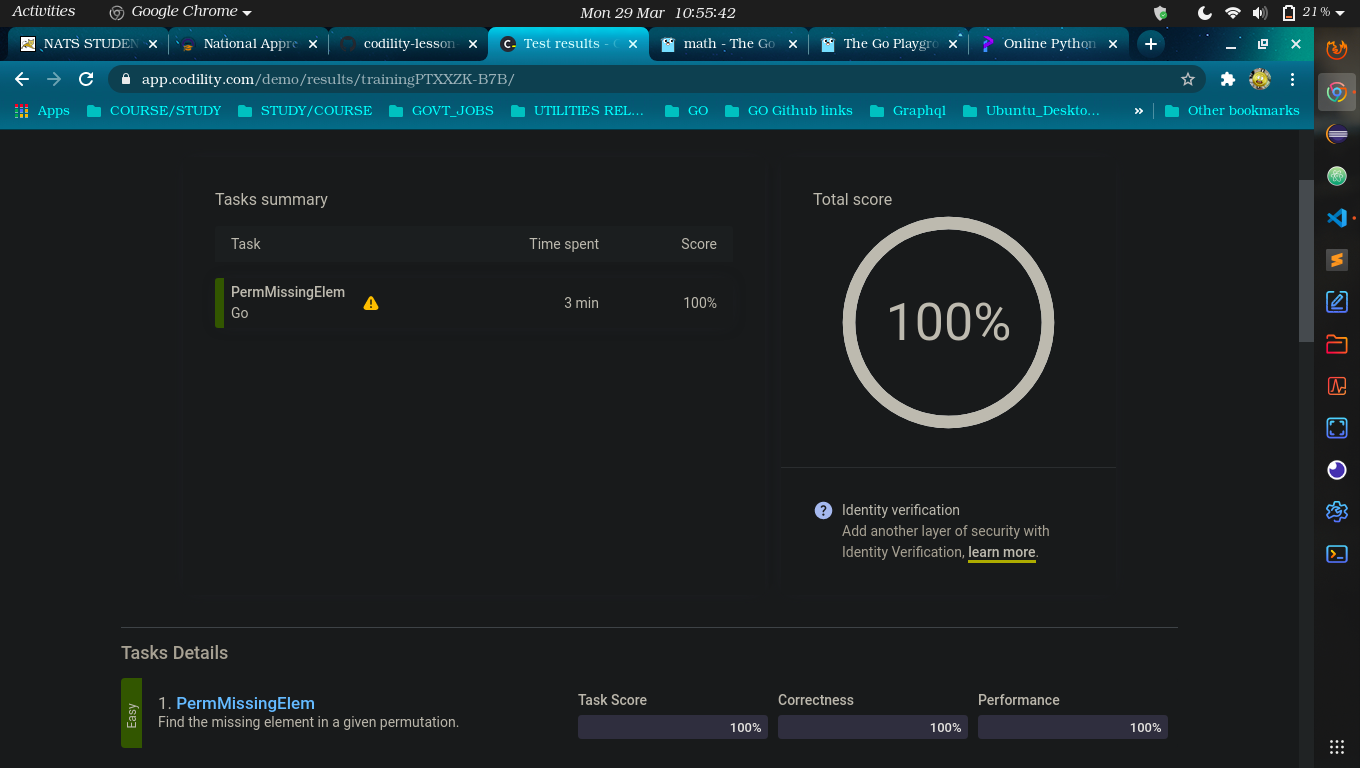 Activities
Google Chrome
Mon 29 Mar 10:55:42
21 %
NATS STUDEN
National Appre
codility-lesson
Test results - C
math - The Go
The Go Playgro
Online Python
app.codility.com/demo/results/trainingPTXXZK-B7B/
Apps
COURSE/STUDY
STUDY/COURSE
GOVT_JOBS
UTILITIES REL...
GO
GO Github links
Graphql
Ubuntu_Deskto...
»
Other bookmarks
Tasks summary
Total score
Task
Time spent
Score
PermMissingElem
Go
3 min
100%
100%
Identity verification
Add another layer of security with
Identity Verification, learn more.
Tasks Details
Easy
1. PermMissingElem
Find the missing element in a given permutation.
Task Score
Correctness
Performance
100%
100%
100%